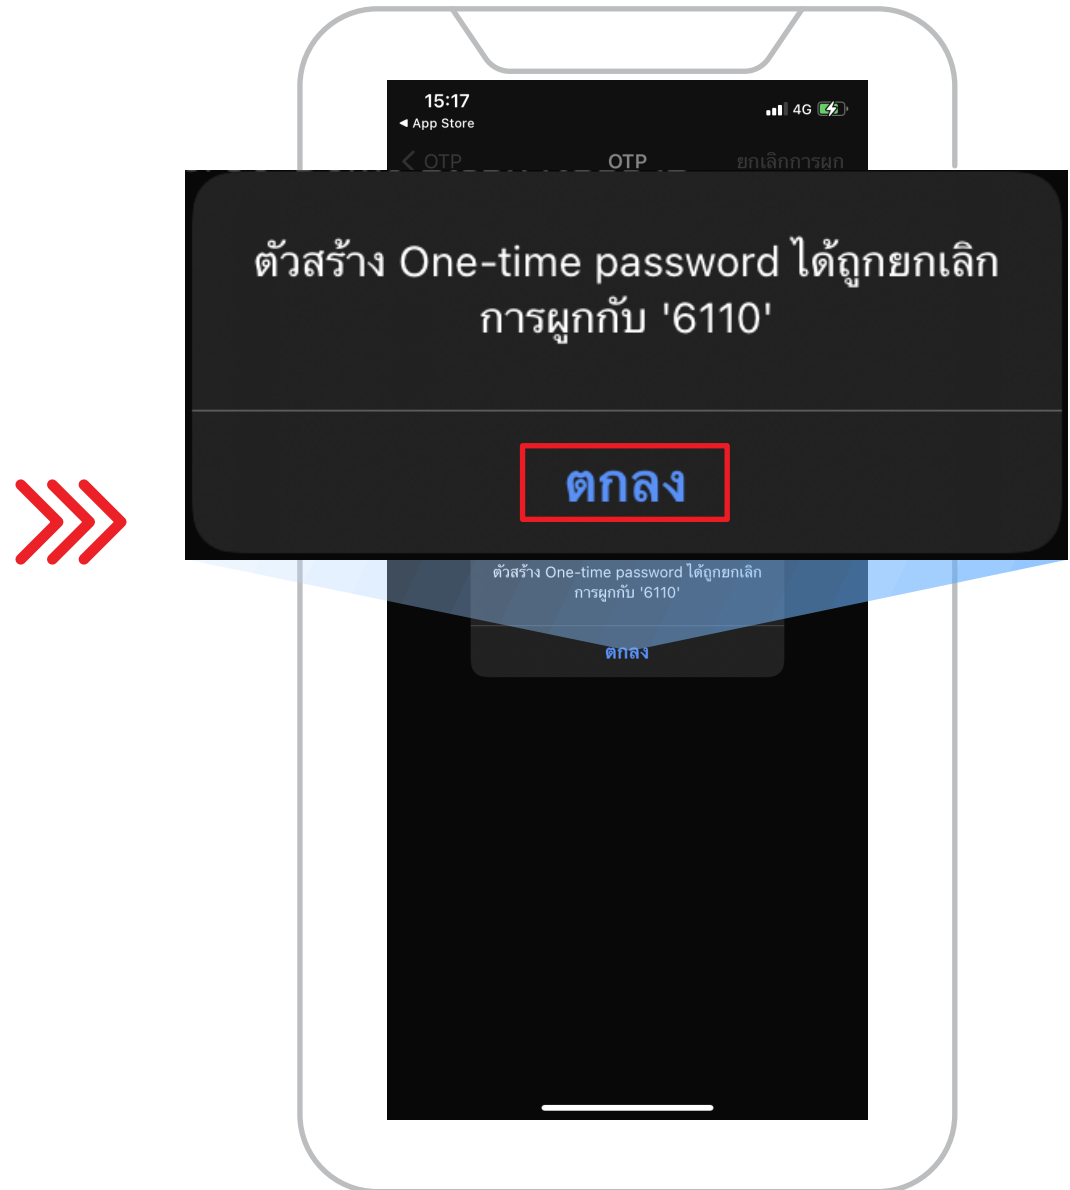 15:17
4G
◀ App Store
OTP
OTP
ยกเลิกการผูก
ตัวสร้าง One-time password ได้ถูกยกเลิก
การผูกกับ '6110'
ตกลง
ตัวสร้าง One-time password ได้ถูกยกเลิก
การผูกกับ '6110'
ตกลง